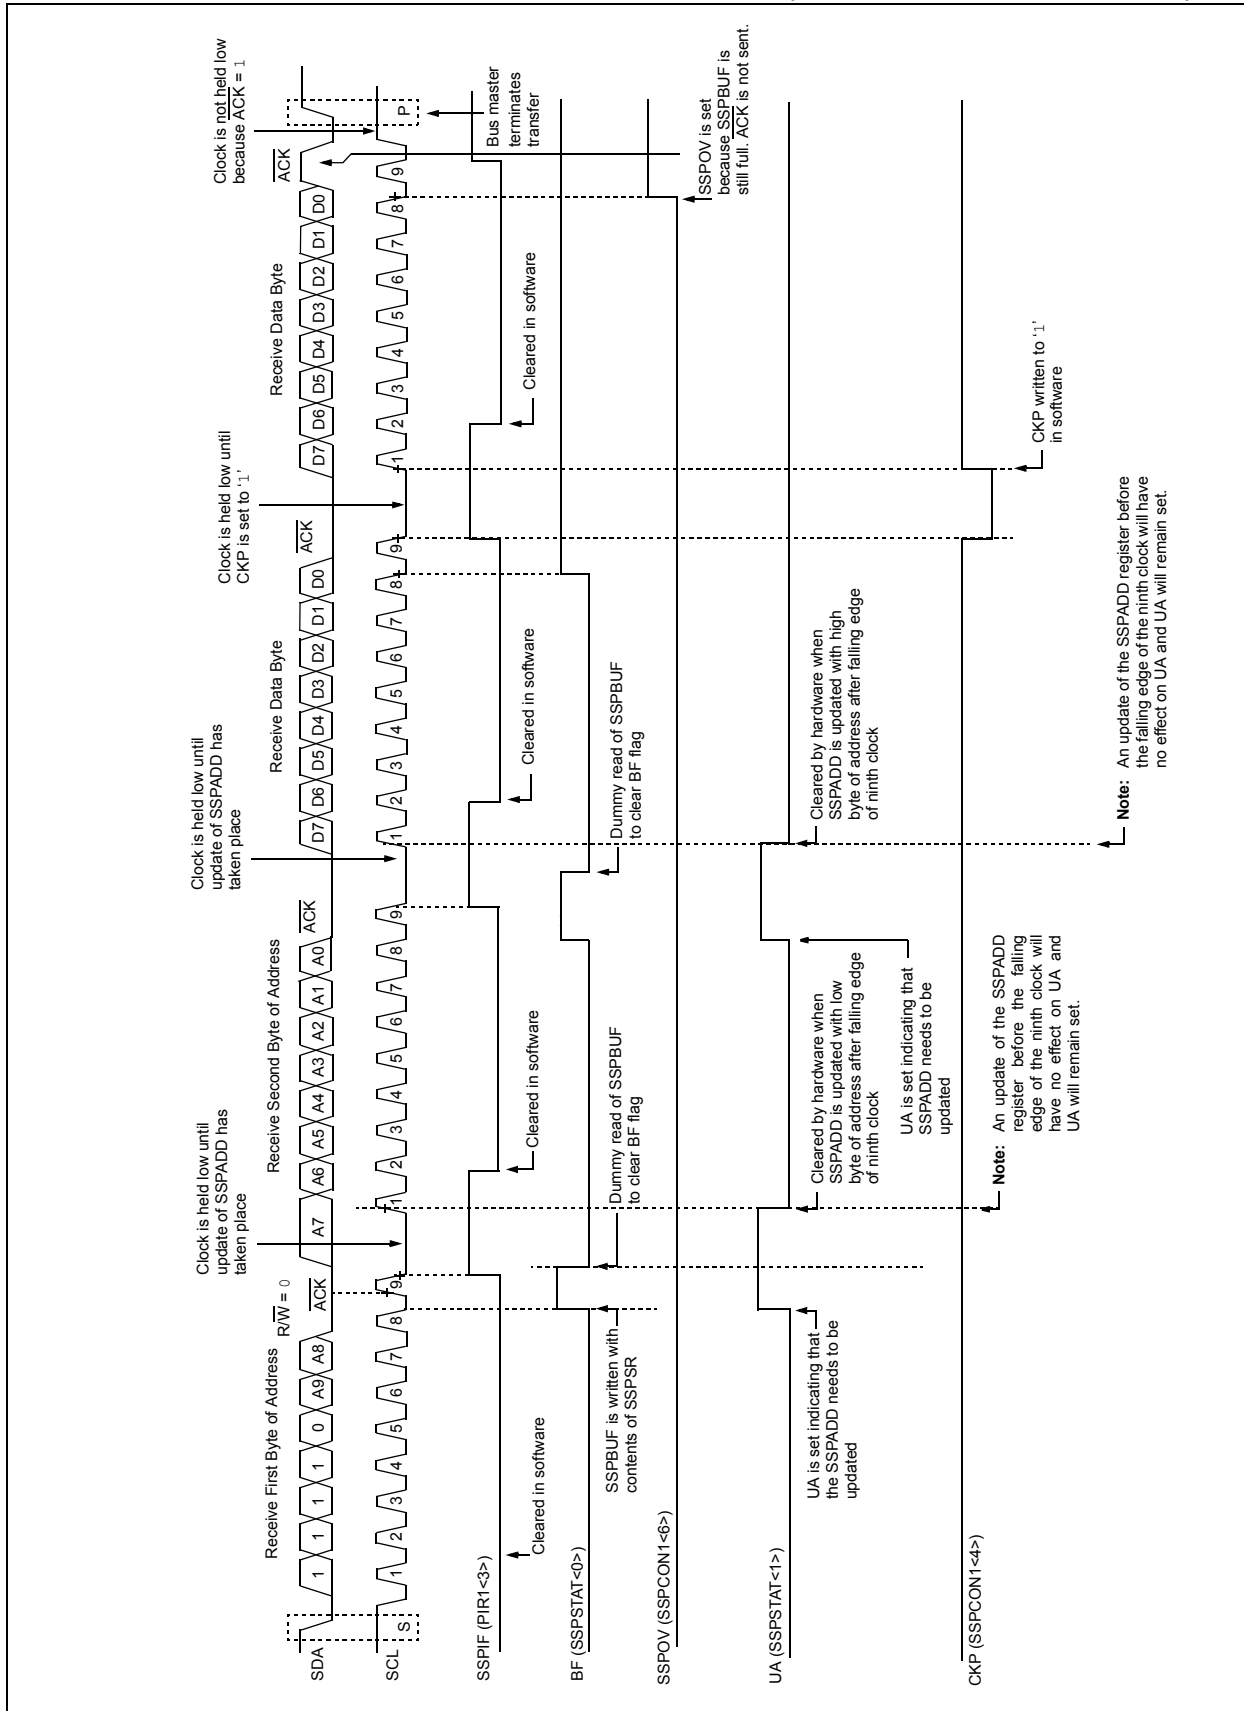 Clock is not held low
because ACK = 1
Clock is held low until
CKP is set to ‘1’
Clock is held low until
update of SSPADD has
taken place
Clock is held low until
update of SSPADD has
taken place
R/W = 0
Receive First Byte of Address
Receive Second Byte of Address
Receive Data Byte
Receive Data Byte
ACK
ACK
ACK
ACK
SDA
1 1 1 1 0 A9 A8
A7 A6 A5 A4 A3 A2 A1 A0
D7 D6 D5 D4 D3 D2 D1 D0
D7 D6 D5 D4 D3 D2 D1 D0
SCL
S
1 2 3 4 5 6 7 8 9
1 2 3 4 5 6 7 8 9
1 2 3 4 5 6 7 8 9
1 2 3 4 5 6 7 8 9
P
Bus master
terminates
transfer
SSPIF (PIR1<3>)
Cleared in software
Cleared in software
Cleared in software
Cleared in software
BF (SSPSTAT<0>)
SSPBUF is written with
contents of SSPSR
Dummy read of SSPBUF
to clear BF flag
Dummy read of SSPBUF
to clear BF flag
SSPOV (SSPCON1<6>)
SSPOV is set
because SSPBUF is
still full. ACK is not sent.
UA (SSPSTAT<1>)
UA is set indicating that
the SSPADD needs to be
updated
Cleared by hardware when
SSPADD is updated with low
byte of address after falling edge
of ninth clock
UA is set indicating that
SSPADD needs to be
updated
Cleared by hardware when
SSPADD is updated with high
byte of address after falling edge
of ninth clock
CKP (SSPCON1<4>)
CKP written to ‘1’
in software
Note: An update of the SSPADD
register before the falling
edge of the ninth clock will
have no effect on UA and
UA will remain set.
Note: An update of the SSPADD register before
the falling edge of the ninth clock will have
no effect on UA and UA will remain set.